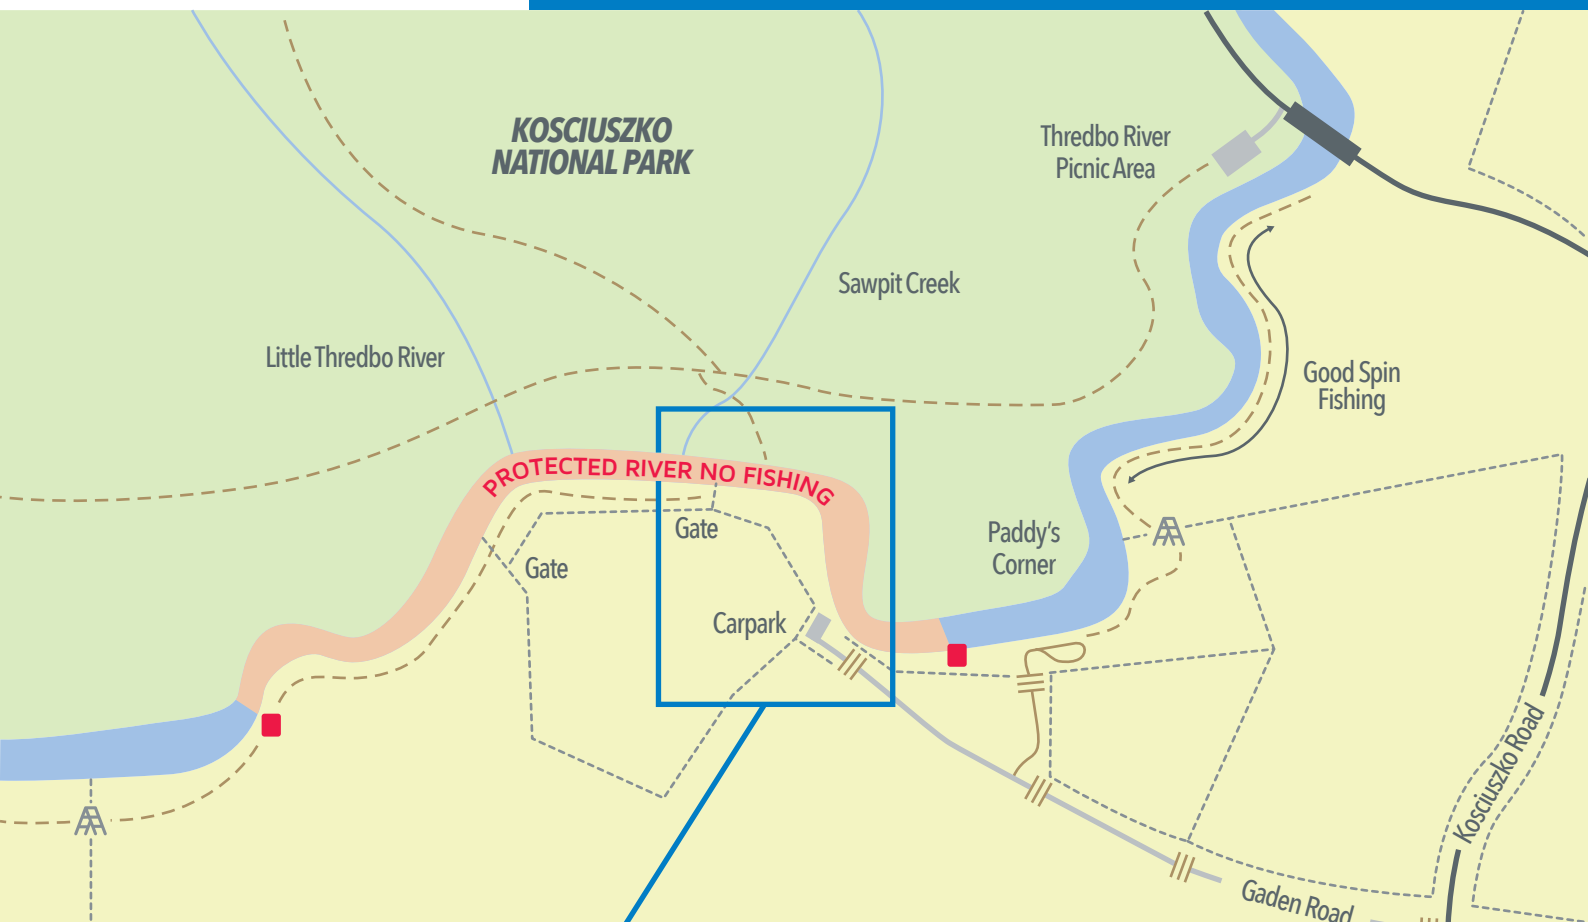 KOSCIUSZKO
NATIONAL PARK
Thredbo River
Picnic Area
Sawpit Creek
Little Thredbo River
Good Spin
Fishing
PROTECTED RIVER NO FISHING
Gate
Paddy's
Corner
Gate
Carpark
Kosciuszko Road
Gaden Road